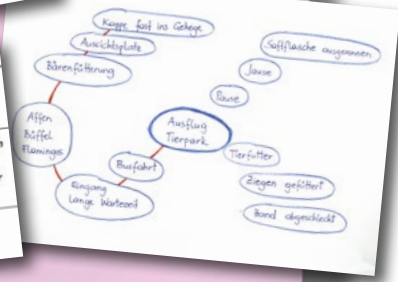 Kappe fast ins Gehege
Aussichtsplatz
Bärenfütterung
Affen
Büffel
Flamingos
Eingang
Lange Wartezeit
Busfahrt
Ausflug
Tierpark
Pause
Jause
Saftflasche ausgeronnen
Tierfutter
Ziegen gefüttert
Hand abgeschleckt